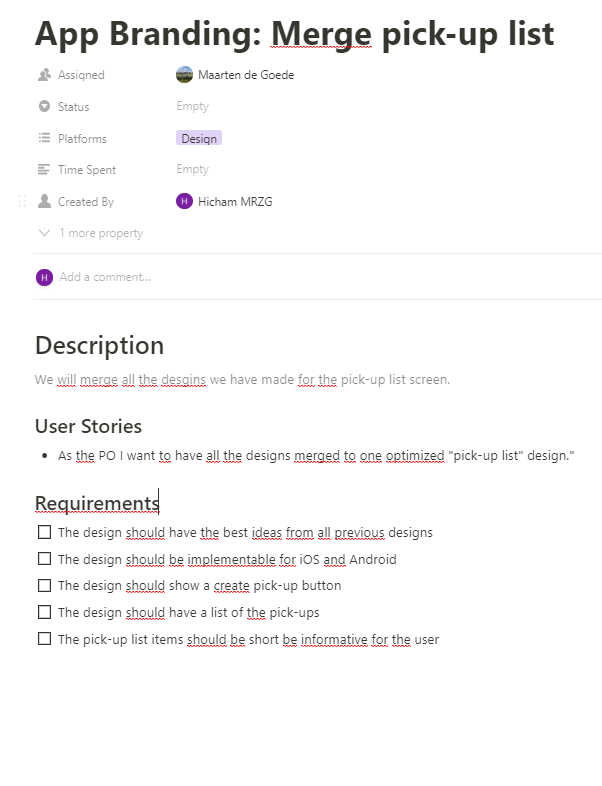 App Branding: Merge pick-up list
Assigned Maarten de Goede
Status Empty
Platforms Design
Time Spent Empty
Created By H Hicham MRZG
1 more property
H Add a comment...
Description
We will merge all the desgins we have made for the pick-up list screen.
User Stories
• As the PO I want to have all the designs merged to one optimized "pick-up list" design."
Requirements
The design should have the best ideas from all previous designs
The design should be implementable for iOS and Android
The design should show a create pick-up button
The design should have a list of the pick-ups
The pick-up list items should be short be informative for the user